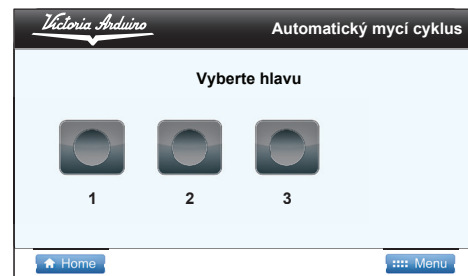 Victoria Arduino
Automatický mycí cyklus
Vyberte hlavu
1 2 3
Home Menu